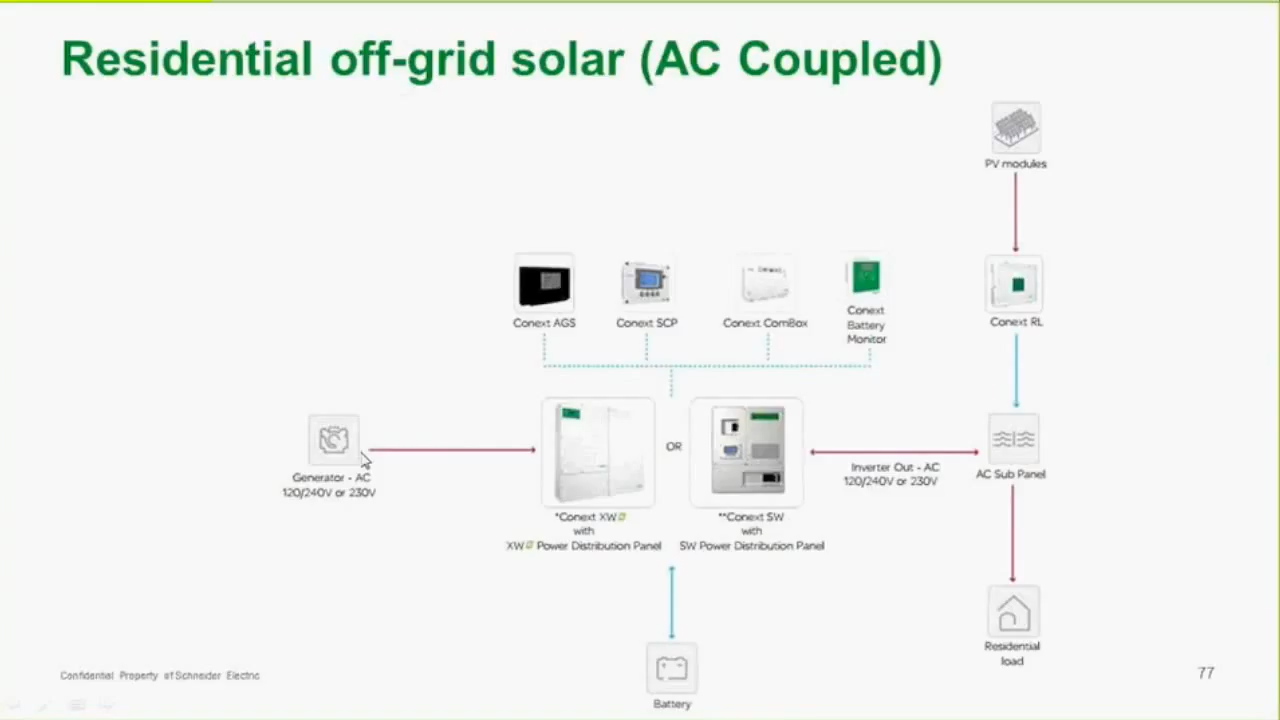 Residential off-grid solar (AC Coupled)
PV modules
Conext AGS
Conext SCP
Conext ComBox
Conext
Battery
Monitor
Conext RL
Generator - AC
120/240V or 230V
OR
Inverter Out - AC
120/240V or 230V
AC Sub Panel
*Conext XW
with
XW Power Distribution Panel
**Conext SW
with
SW Power Distribution Panel
Residential
load
Battery
Confidential Property of Schneider Electric
77